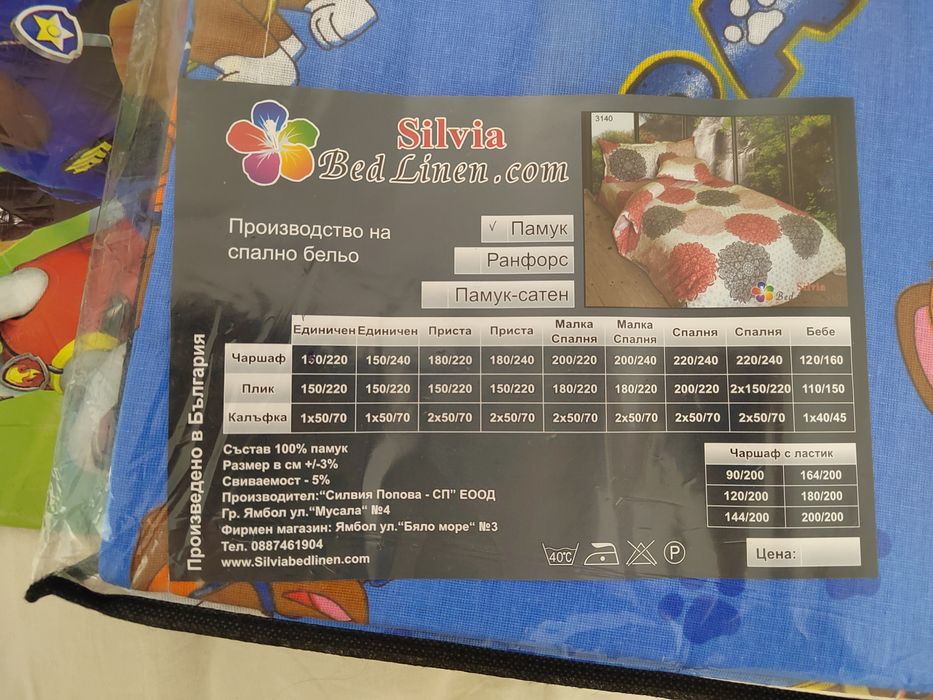 Silvia
Bed Linen.com
3140
Производство на
спално бельо
√ Памук
Ранфорс
Памук-сатен
Silvia
Bed
Произведено в България
Единичен Единичен Приста Приста Малка Спалня Малка Спалня Спалня Спалня Бебе
Чаршаф 150/220 150/240 180/220 180/240 200/220 200/240 220/240 220/240 120/160
Плик 150/220 150/220 150/220 150/220 180/220 180/220 200/220 2x150/220 110/150
Калъфка 1x50/70 1x50/70 2x50/70 2x50/70 2x50/70 2x50/70 2x50/70 2x50/70 1x40/45
Състав 100% памук
Размер в см +/-3%
Свиваемост - 5%
Производител:“Силвия Попова - СП” ЕООД
Гр. Ямбол ул.“Мусала“ №4
Фирмен магазин: Ямбол ул.“Бяло море“ №3
Тел. 0887461904
www.Silviabedlinen.com
Чаршаф с ластик
90/200 164/200
120/200 180/200
144/200 200/200
40°C P
Цена: